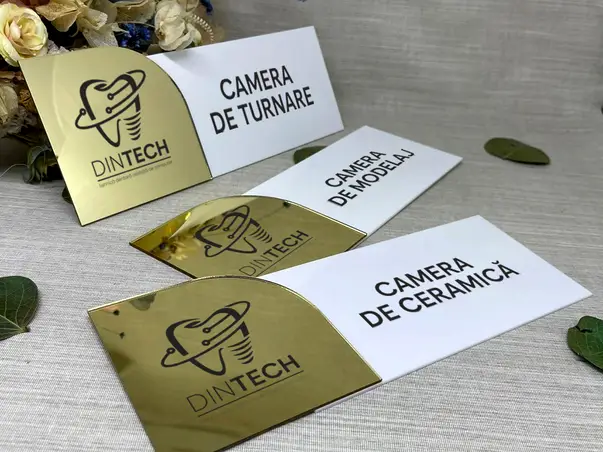 DINTECH
CAMERA
DE TURNARE
DINTECH
CAMERA
DE MODELAJ
DINTECH
CAMERA
DE CERAMICĂ